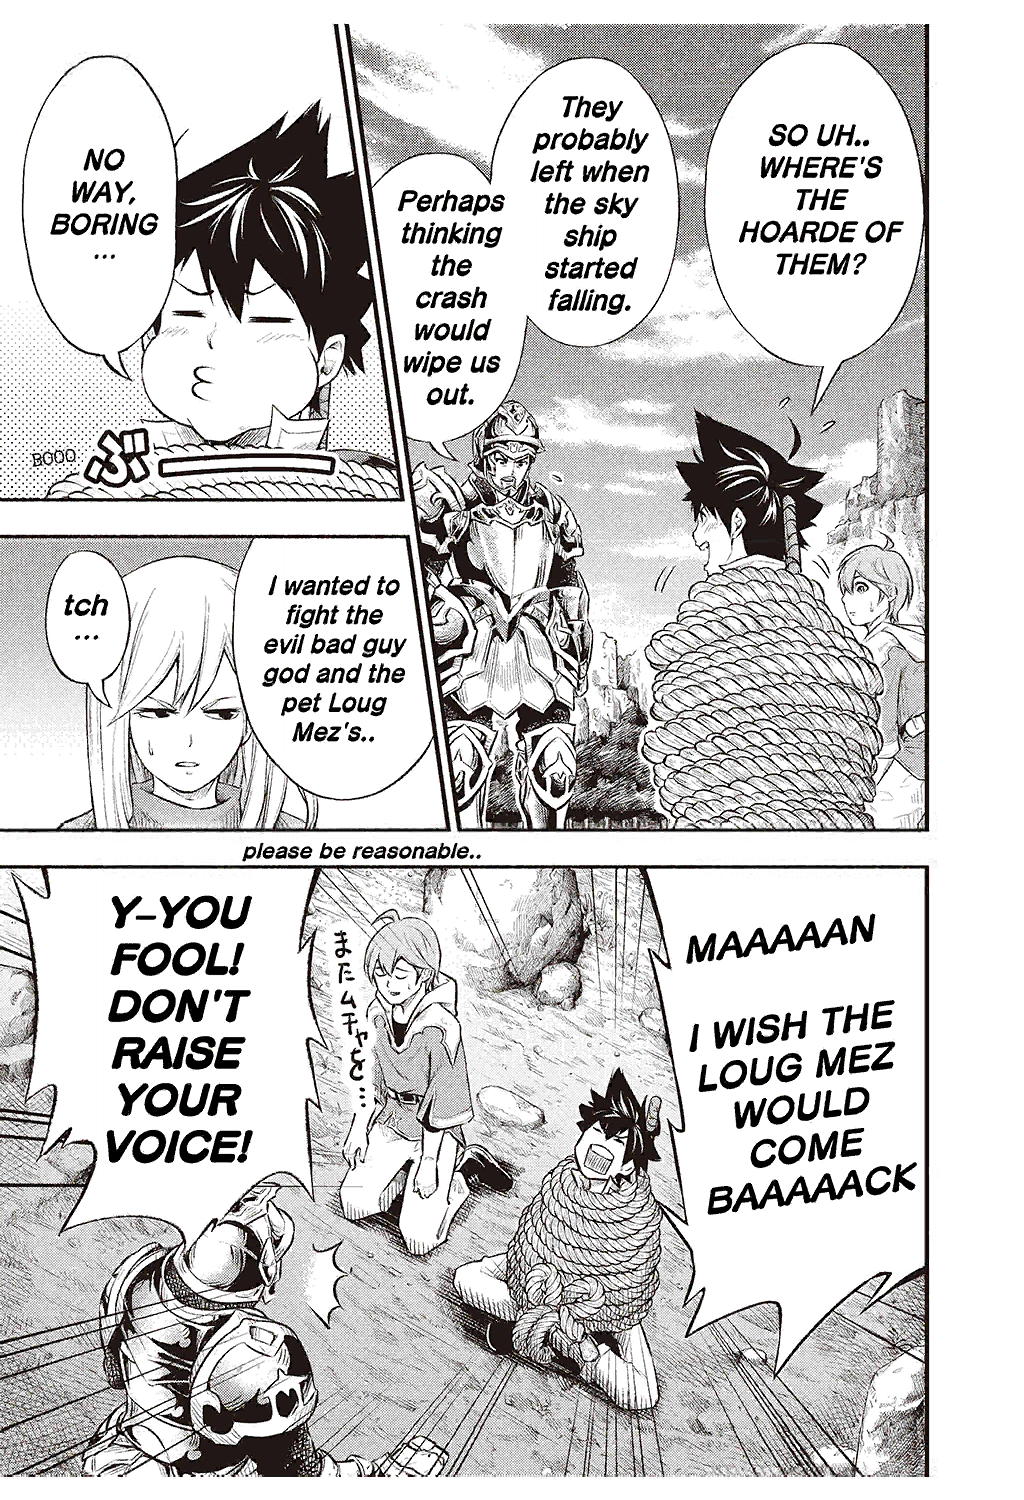 SO UH..
WHERE'S
THE
HOARDE OF
THEM?
They
probably
left when
the sky
ship
started
falling.
Perhaps
thinking
the
crash
would
wipe us
out.
NO
WAY,
BORING
...
BOOO
ぶー
I wanted to
fight the
evil bad guy
god and the
pet Loug
Mez's..
tch
...
please be reasonable..
MAAAAAN
I WISH THE
LOUG MEZ
WOULD
COME
BAAAAACK
またムチャを…
Y-YOU
FOOL!
DON'T
RAISE
YOUR
VOICE!